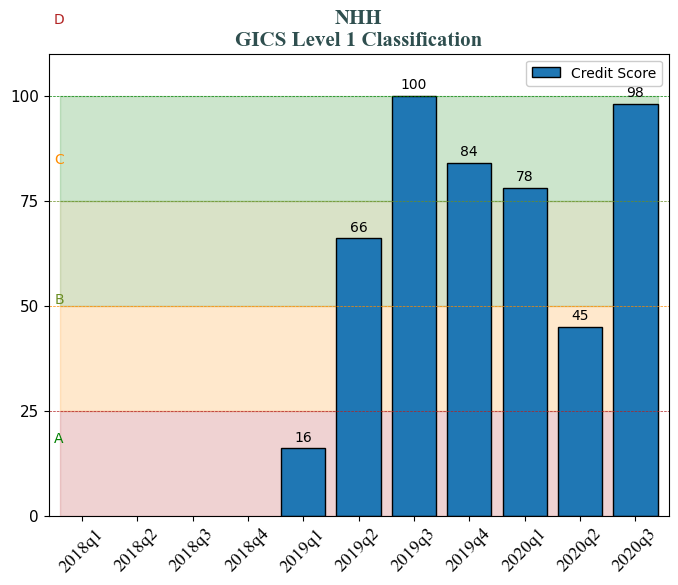 D
NHH
GICS Level 1 Classification
Credit Score
100
100
98
C
84
78
75
66
B
50
45
25
A
16
0
2018q1
2018q2
2018q3
2018q4
2019q1
2019q2
2019q3
2019q4
2020q1
2020q2
2020q3